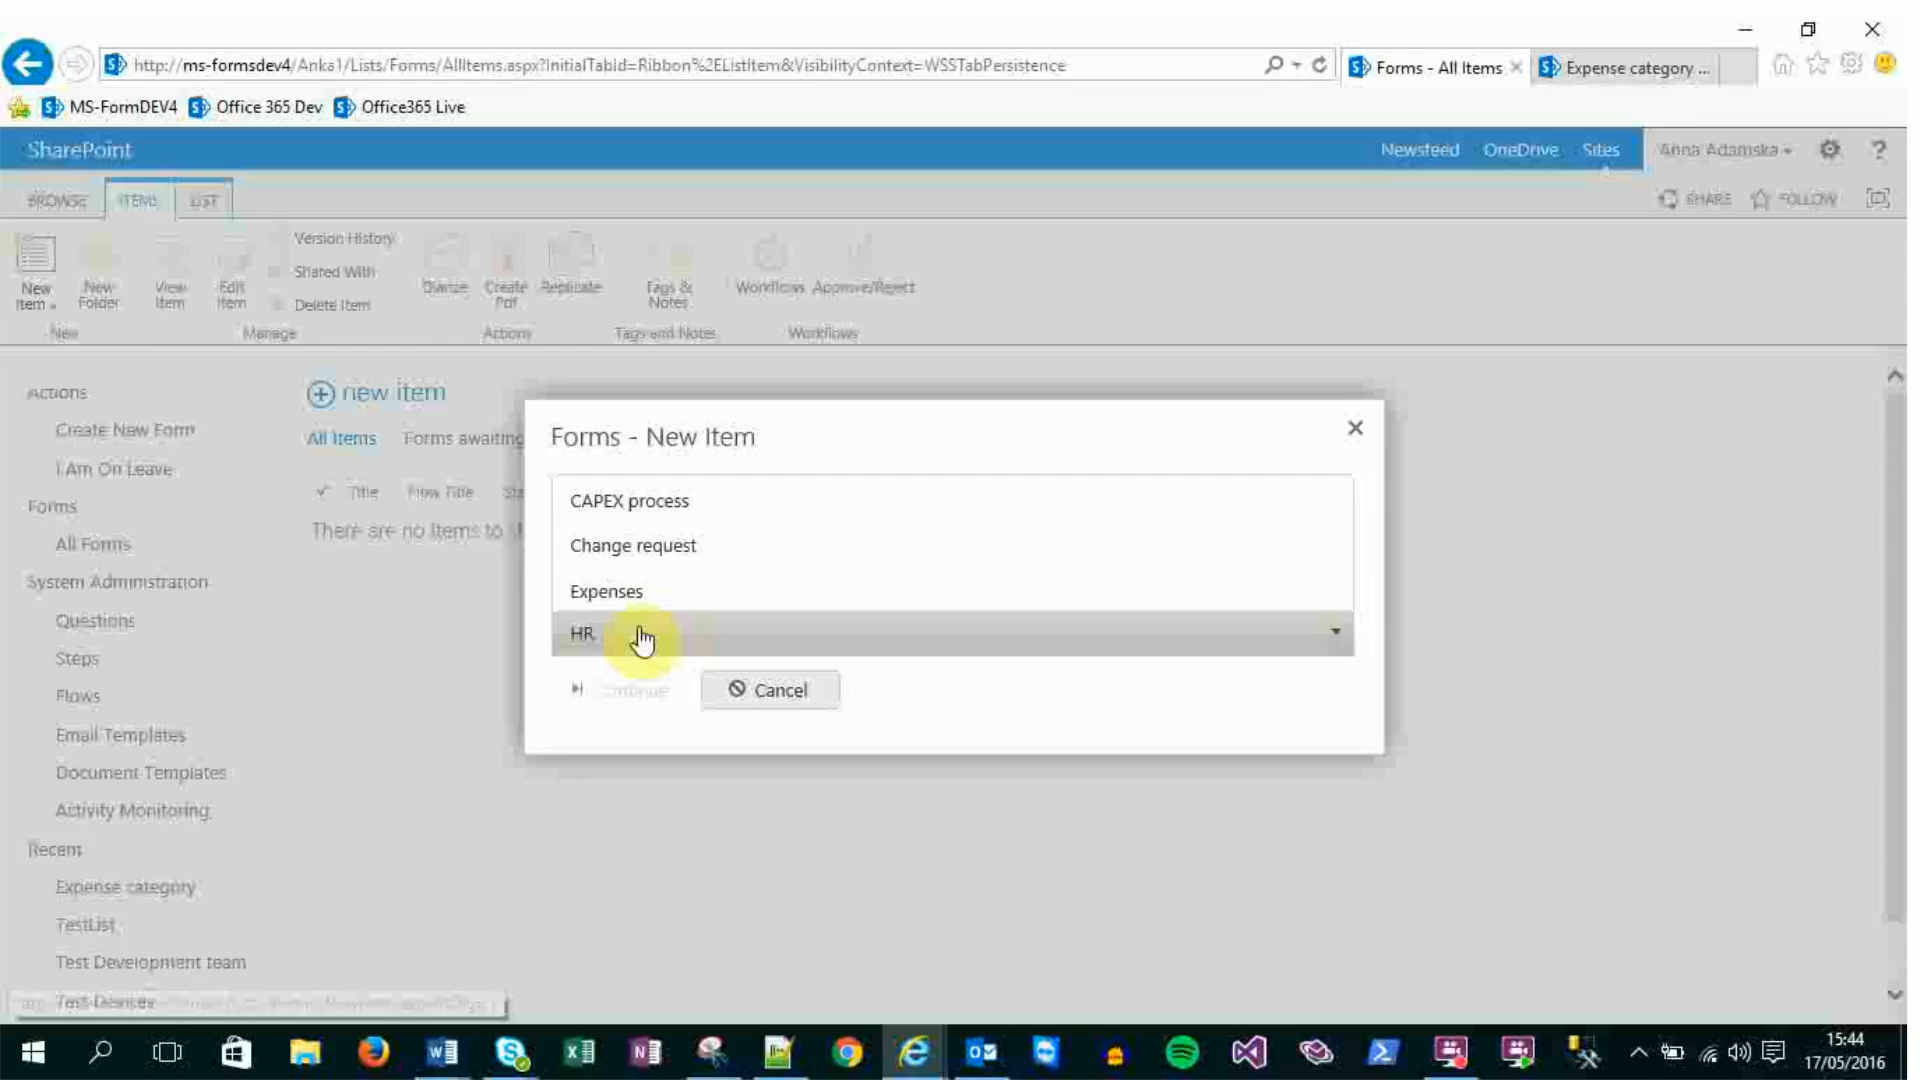 http://ms-formsdev4/Anka1/Lists/Forms/AllItems.aspx?InitialTabId=Ribbon%2EListItem&VisibilityContext=WSSTabPersistence
Forms - All Items
Expense category ...
MS-FormDEV4
Office 365 Dev
Office365 Live
SharePoint
Newsfeed
OneDrive
Sites
Anna Adamska
BROWSE
ITEMS
LIST
SHARE
FOLLOW
New Item
New Folder
View Item
Edit Item
Version History
Shared With
Delete Item
Create Pdf
Replicate
Tags & Notes
Workflows
Approve/Reject
New
Manage
Actions
Tags and Notes
Workflows
Actions
Create New Form
I Am On Leave
Forms
All Forms
System Administration
Questions
Steps
Flows
Email Templates
Document Templates
Activity Monitoring
Recent
Expense category
TestList
Test Development team
new item
All Items
Forms awaiting
Title
Flow Title
There are no items to
Forms - New Item
CAPEX process
Change request
Expenses
HR
Continue
Cancel
15:44
17/05/2016